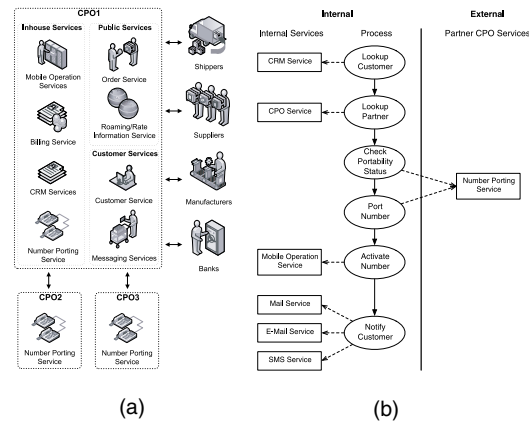 CPO1
Inhouse Services
Mobile Operation
Services
Billing Service
CRM Services
Number Porting
Service
Public Services
Order Service
Roaming/Rate
Information Service
Customer Services
Customer Service
Messaging Services
Shippers
Suppliers
Manufacturers
Banks
CPO2
Number Porting
Service
CPO3
Number Porting
Service
(a)
Internal
External
Internal Services
Process
Partner CPO Services
CRM Service
Lookup
Customer
CPO Service
Lookup
Partner
Check
Portability
Status
Number Porting
Service
Port
Number
Mobile Operation
Service
Activate
Number
Mail Service
E-Mail Service
SMS Service
Notify
Customer
(b)